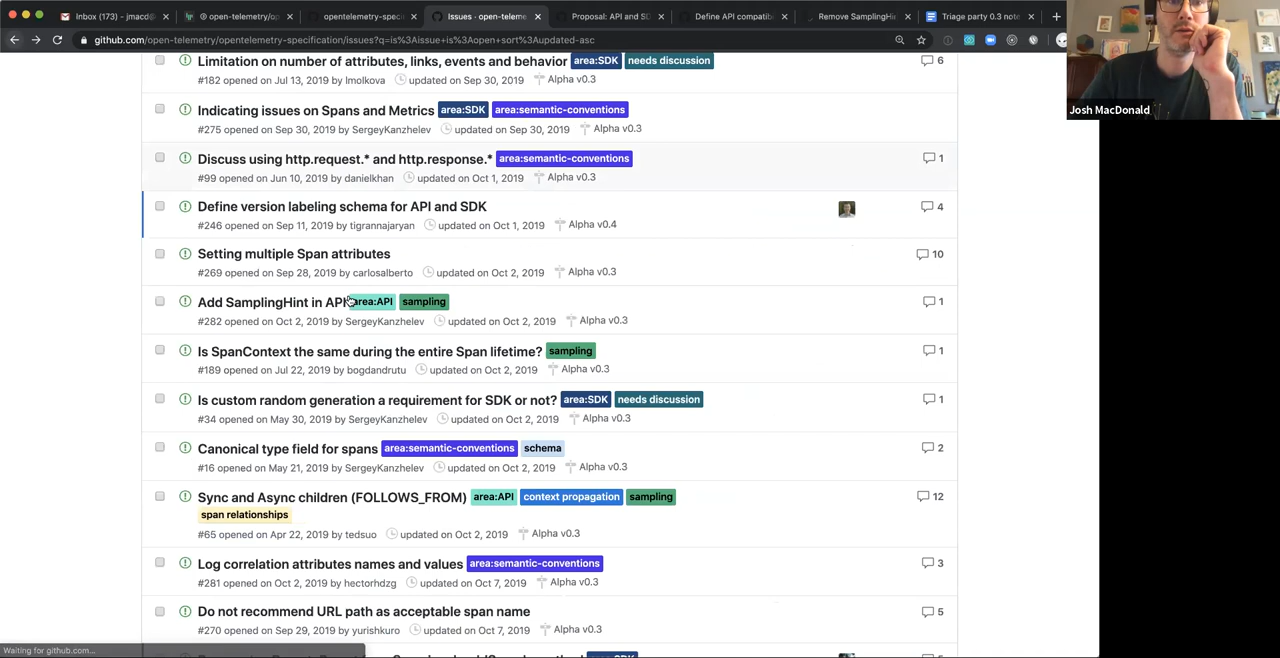 Inbox (173) - jmacd@
@ open-telemetry/op
opentelemetry-speci
Issues · open-teleme
Proposal: API and SD
Define API compatibi
Remove SamplingHi
Triage party 0.3 note
github.com/open-telemetry/opentelemetry-specification/issues?q=is%3Aissue+is%3Aopen+sort%3Aupdated-asc
Josh MacDonald
Limitation on number of attributes, links, events and behavior area:SDK needs discussion 6
#182 opened on Jul 13, 2019 by lmolkova updated on Sep 30, 2019 Alpha v0.3
Indicating issues on Spans and Metrics area:SDK area:semantic-conventions
#275 opened on Sep 30, 2019 by SergeyKanzhelev updated on Sep 30, 2019 Alpha v0.3
Discuss using http.request.* and http.response.* area:semantic-conventions 1
#99 opened on Jun 10, 2019 by danielkhan updated on Oct 1, 2019 Alpha v0.3
Define version labeling schema for API and SDK 4
#246 opened on Sep 11, 2019 by tigrannajaryan updated on Oct 1, 2019 Alpha v0.4
Setting multiple Span attributes 10
#269 opened on Sep 28, 2019 by carlosalberto updated on Oct 2, 2019 Alpha v0.3
Add SamplingHint in API area:API sampling 1
#282 opened on Oct 2, 2019 by SergeyKanzhelev updated on Oct 2, 2019 Alpha v0.3
Is SpanContext the same during the entire Span lifetime? sampling 1
#189 opened on Jul 22, 2019 by bogdandrutu updated on Oct 2, 2019 Alpha v0.3
Is custom random generation a requirement for SDK or not? area:SDK needs discussion 1
#34 opened on May 30, 2019 by SergeyKanzhelev updated on Oct 2, 2019 Alpha v0.3
Canonical type field for spans area:semantic-conventions schema 2
#16 opened on May 21, 2019 by SergeyKanzhelev updated on Oct 2, 2019 Alpha v0.3
Sync and Async children (FOLLOWS_FROM) area:API context propagation sampling 12
span relationships
#65 opened on Apr 22, 2019 by tedsuo updated on Oct 2, 2019 Alpha v0.3
Log correlation attributes names and values area:semantic-conventions 3
#281 opened on Oct 2, 2019 by hectorhdzg updated on Oct 7, 2019 Alpha v0.3
Do not recommend URL path as acceptable span name 5
#270 opened on Sep 29, 2019 by yurishkuro updated on Oct 7, 2019 Alpha v0.3
Waiting for github.com...